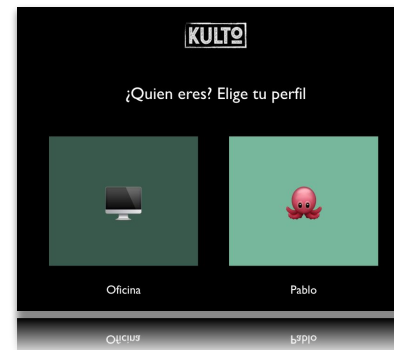 KULTO
¿Quien eres? Elige tu perfil
Oficina
Pablo